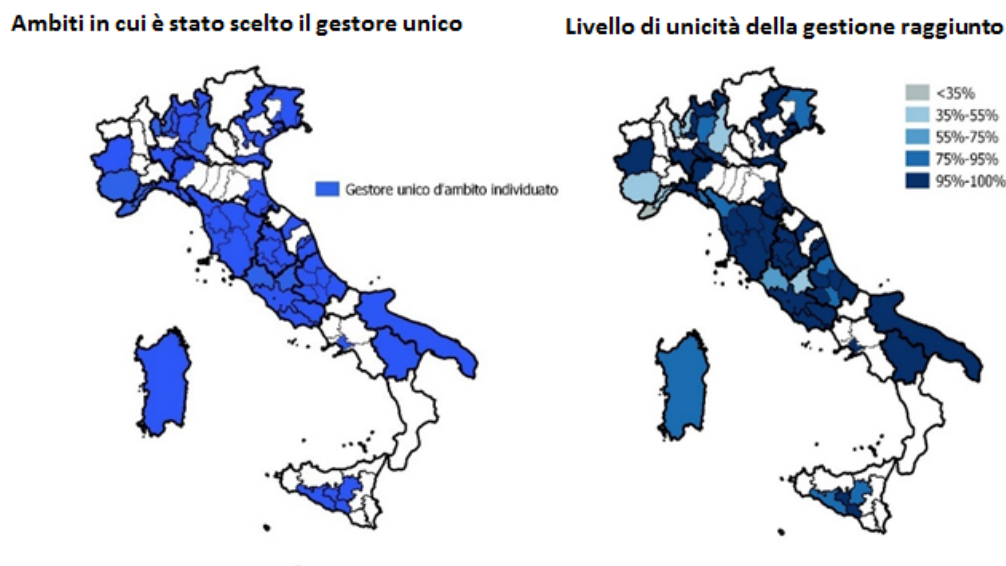 Ambiti in cui è stato scelto il gestore unico
Livello di unicità della gestione raggiunto
Gestore unico d'ambito individuato
<35%
35%-55%
55%-75%
75%-95%
95%-100%